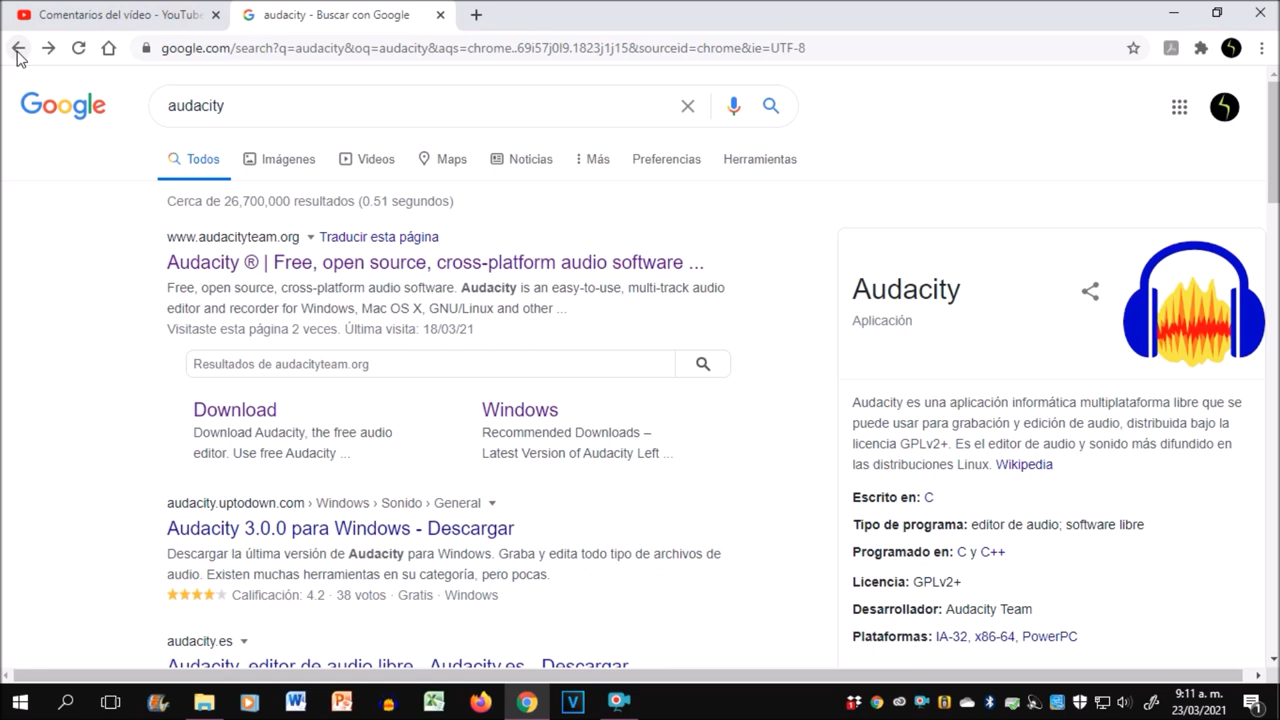 Comentarios del vídeo - YouTube
audacity - Buscar con Google
google.com/search?q=audacity&oq=audacity&aqs=chrome..69i57j0l9.1823j1j15&sourceid=chrome&ie=UTF-8
Google
audacity
Todos
Imágenes
Videos
Maps
Noticias
Más
Preferencias
Herramientas
Cerca de 26,700,000 resultados (0.51 segundos)
www.audacityteam.org
Traducir esta página
Audacity ® | Free, open source, cross-platform audio software ...
Free, open source, cross-platform audio software. Audacity is an easy-to-use, multi-track audio
editor and recorder for Windows, Mac OS X, GNU/Linux and other ...
Visitaste esta página 2 veces. Última visita: 18/03/21
Resultados de audacityteam.org
Download
Download Audacity, the free audio
editor. Use free Audacity ...
Windows
Recommended Downloads –
Latest Version of Audacity Left ...
audacity.uptodown.com › Windows › Sonido › General
Audacity 3.0.0 para Windows - Descargar
Descargar la última versión de Audacity para Windows. Graba y edita todo tipo de archivos de
audio. Existen muchas herramientas en su categoría, pero pocas.
Calificación: 4.2 · 38 votos · Gratis · Windows
audacity.es
Audacity, editor de audio libre - Audacity.es - Descargar
Audacity
Aplicación
Audacity es una aplicación informática multiplataforma libre que se
puede usar para grabación y edición de audio, distribuida bajo la
licencia GPLv2+. Es el editor de audio y sonido más difundido en
las distribuciones Linux. Wikipedia
Escrito en: C
Tipo de programa: editor de audio; software libre
Programado en: C y C++
Licencia: GPLv2+
Desarrollador: Audacity Team
Plataformas: IA-32, x86-64, PowerPC
9:11 a. m.
23/03/2021